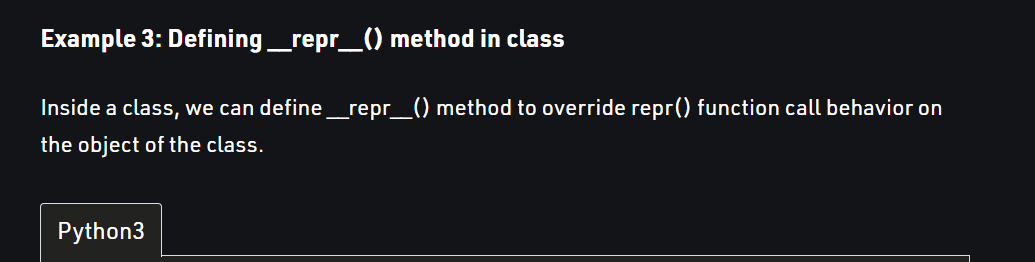 Example 3: Defining __repr__() method in class
Inside a class, we can define __repr__() method to override repr() function call behavior on
the object of the class.
Python3